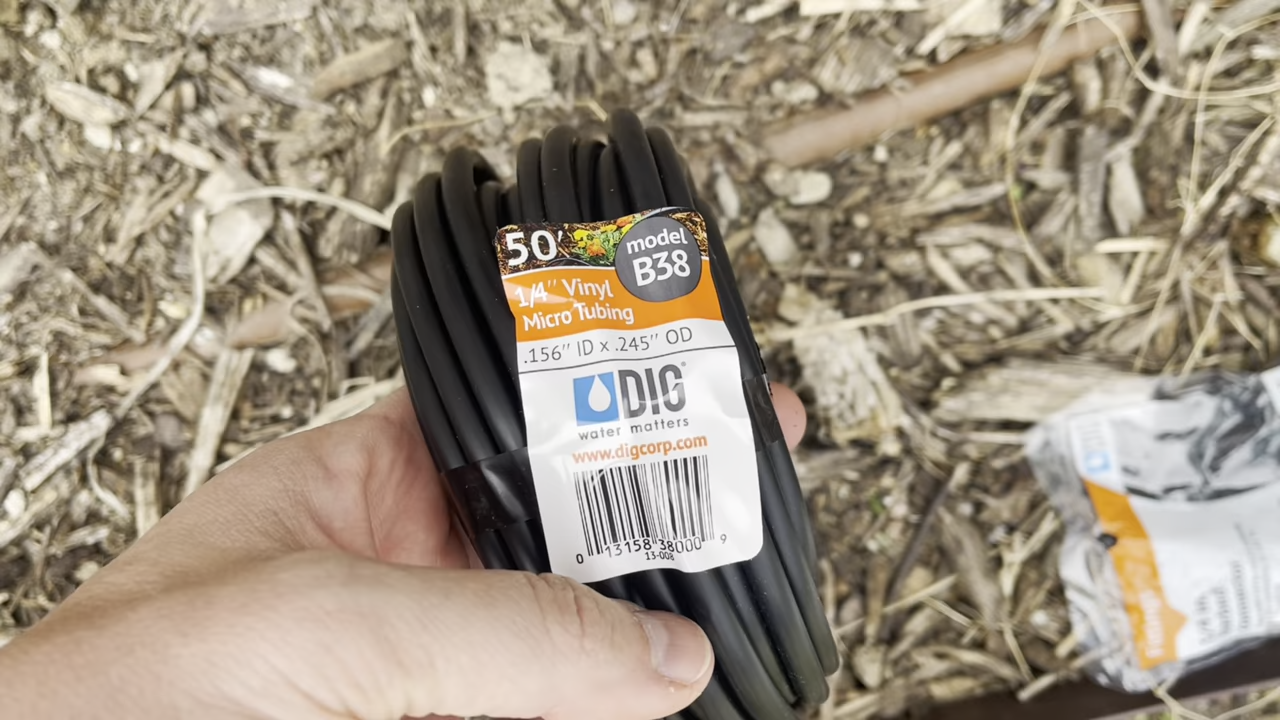 50'
model
B38
1/4" Vinyl
Micro Tubing
.156" ID x .245" OD
DIG®
water matters
www.digcorp.com
0 13158 38000 9
13-008